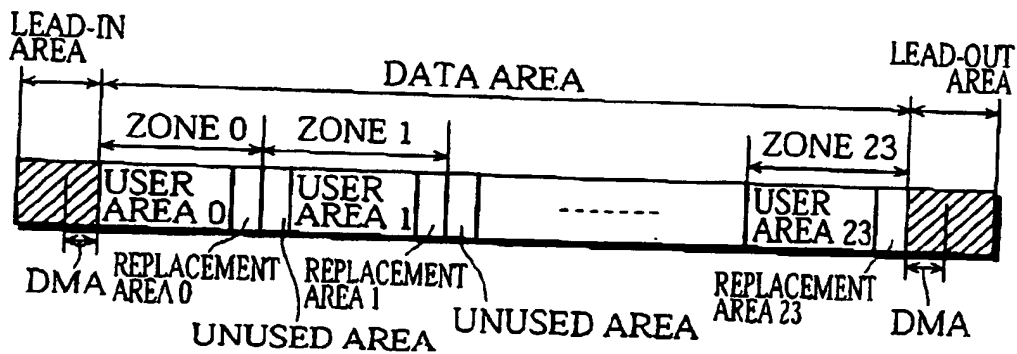 LEAD-IN
AREA
DATA AREA
LEAD-OUT
AREA
ZONE 0
ZONE 1
ZONE 23
USER
AREA 0
USER
AREA 1
USER
AREA 23
DMA
REPLACEMENT
AREA 0
REPLACEMENT
AREA 1
REPLACEMENT
AREA 23
DMA
UNUSED AREA
UNUSED AREA